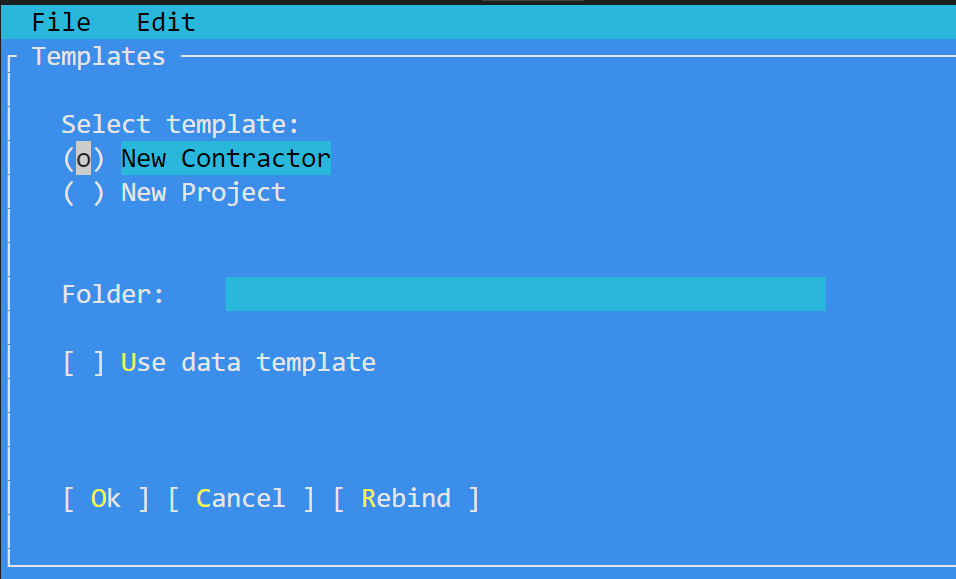 File Edit
Templates
Select template:
(o) New Contractor
( ) New Project
Folder:
[ ] Use data template
[ Ok ] [ Cancel ] [ Rebind ]